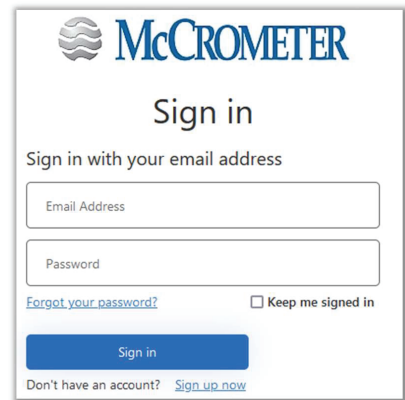 McCROMETER
Sign in
Sign in with your email address
Email Address
Password
Forgot your password? Keep me signed in
Sign in
Don't have an account? Sign up now